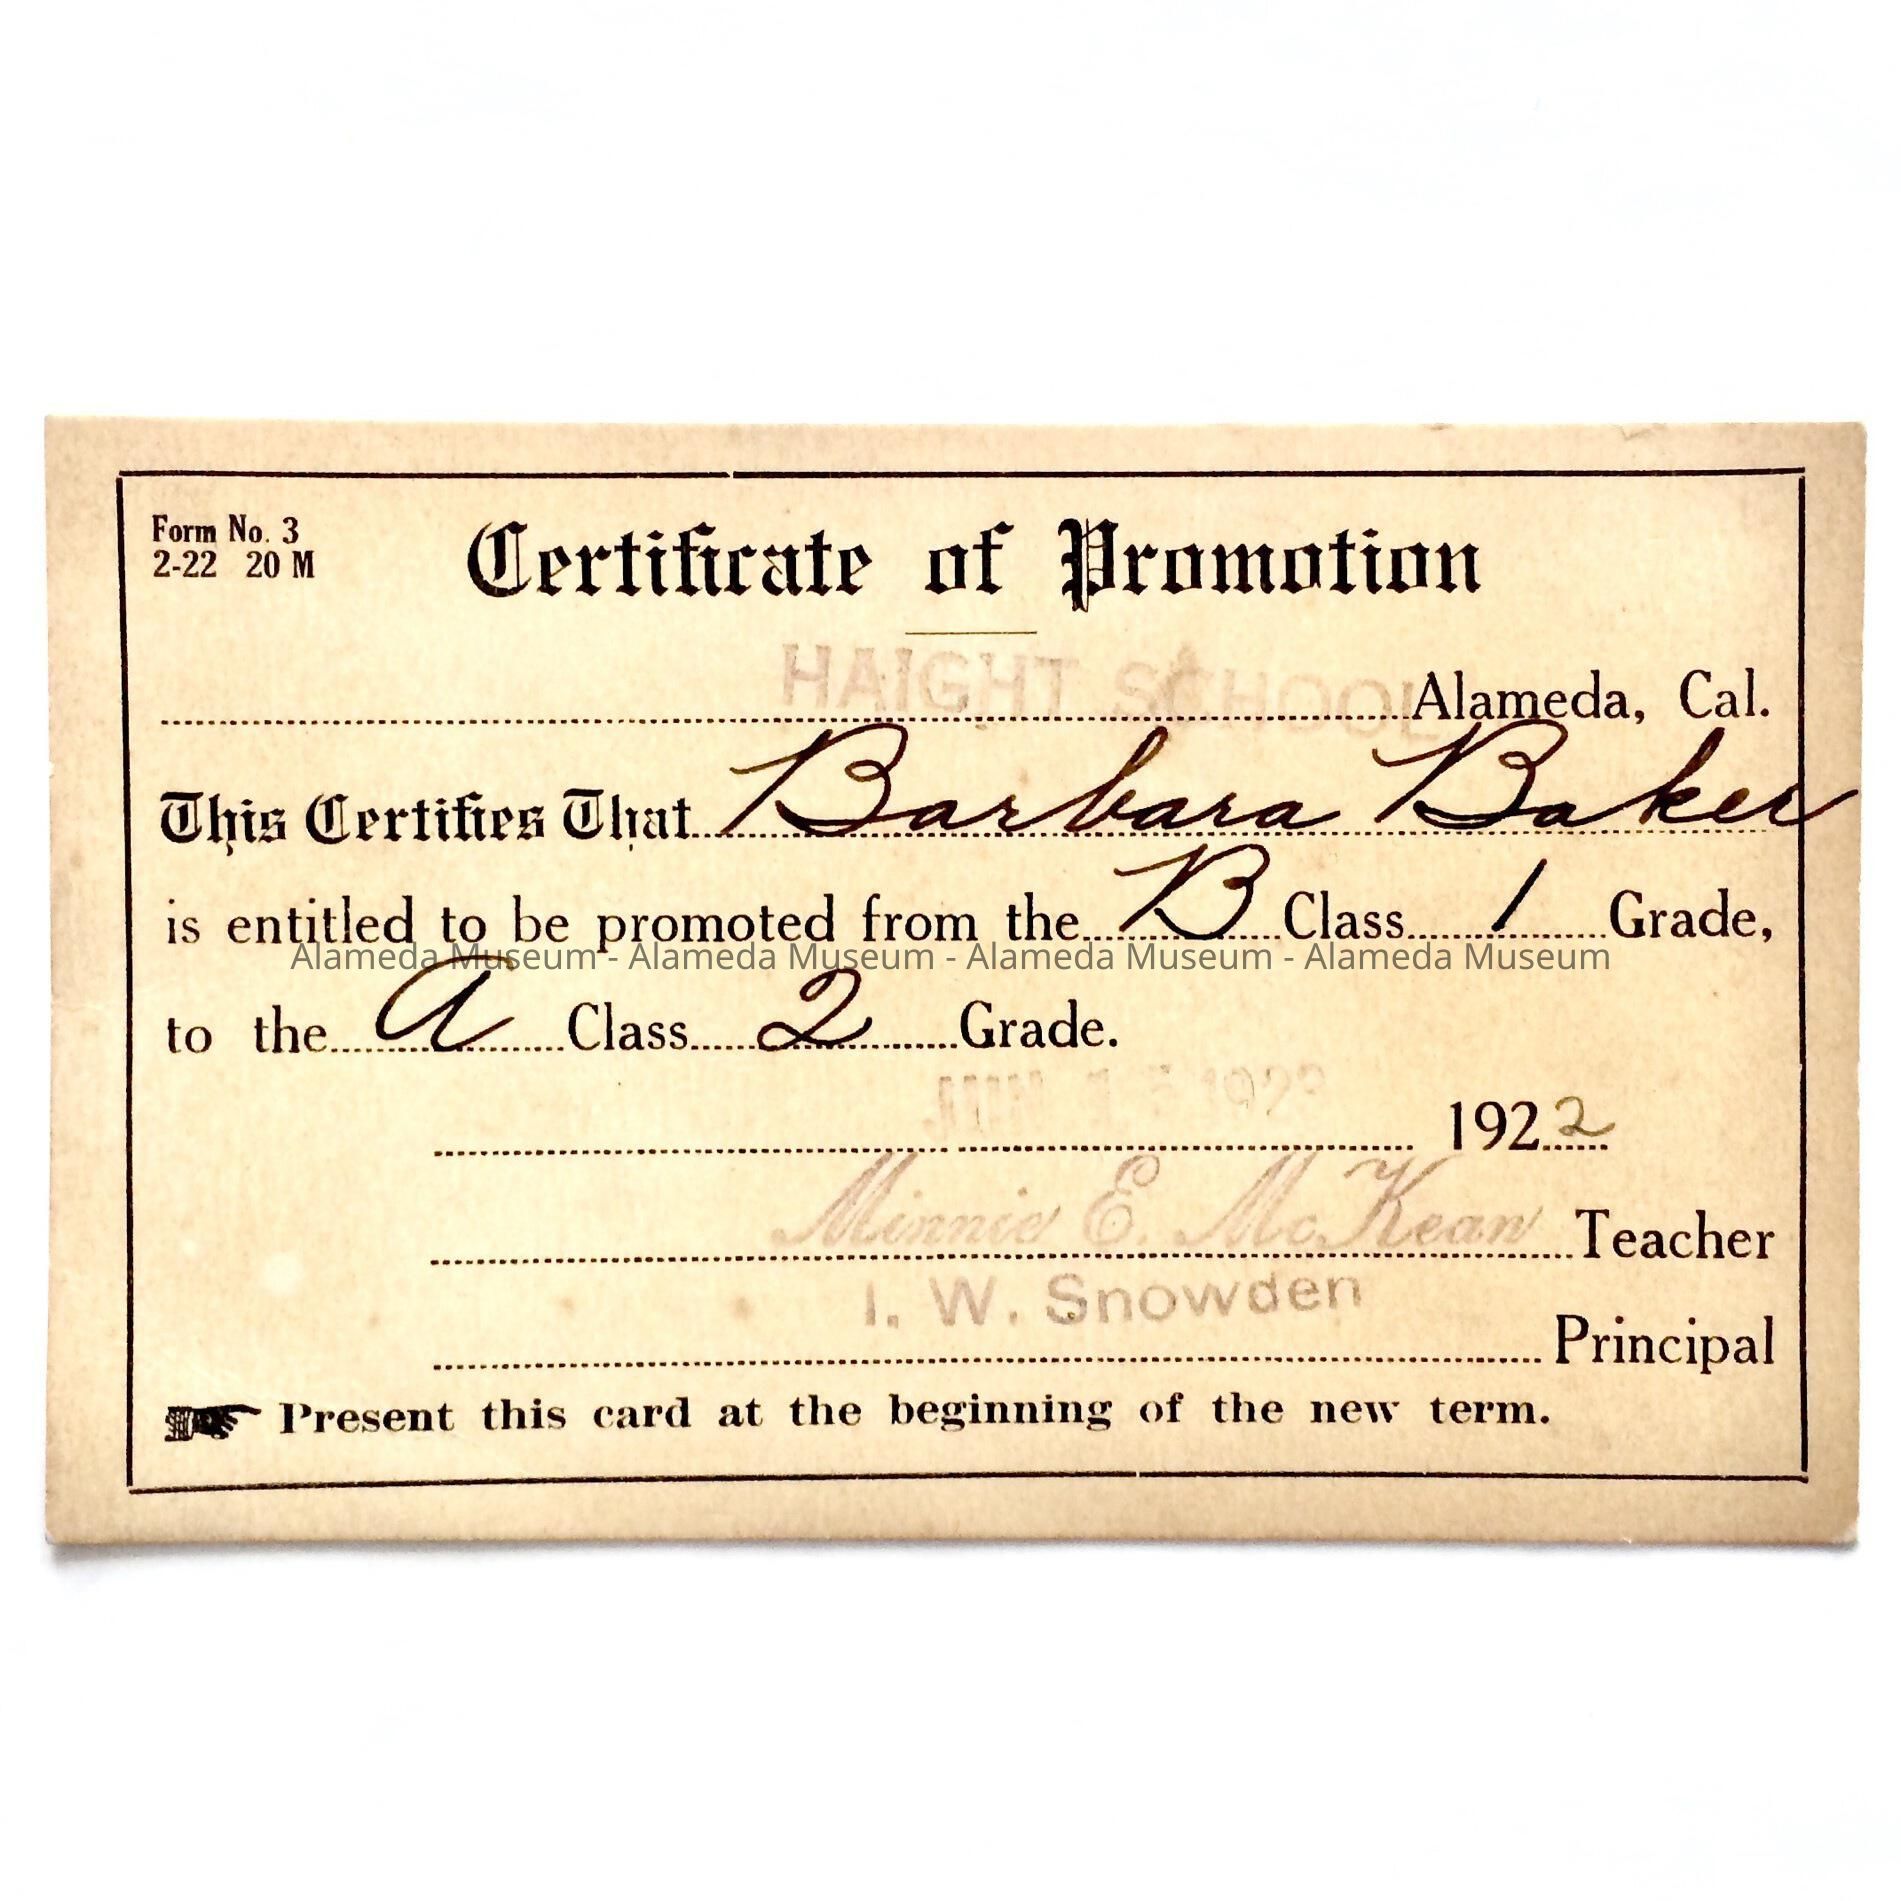 Form No. 3
2-22 20 M
Certificate of Promotion
HAIGHT SCHOOL Alameda, Cal.
This Certifies That Barbara Baker
is entitled to be promoted from the B Class 1 Grade,
Alameda Museum - Alameda Museum - Alameda Museum - Alameda Museum
to the A Class 2 Grade.
JUN 1922
1922
Minnie E. McKean Teacher
I. W. Snowden
Principal
Present this card at the beginning of the new term.